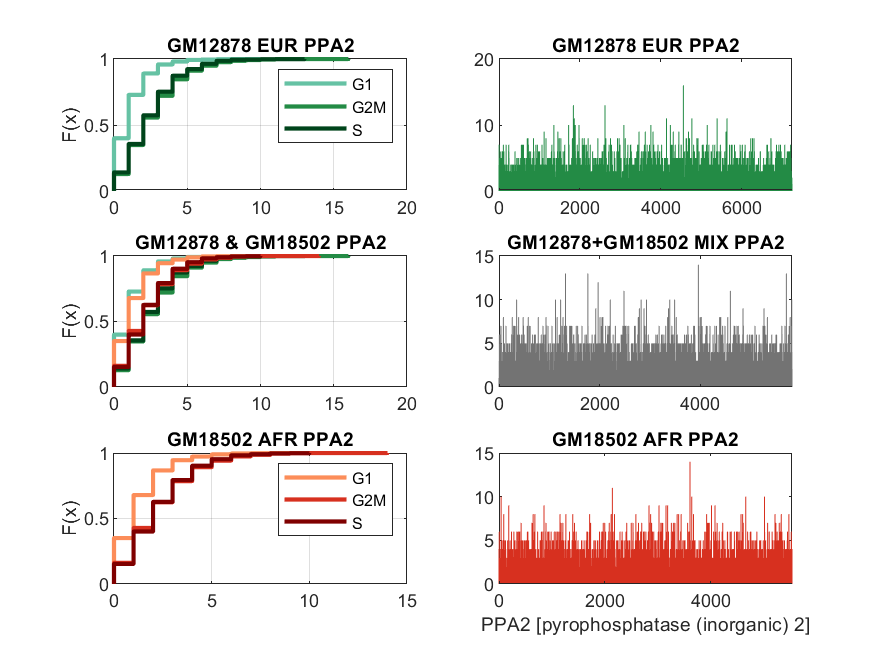 GM12878 EUR PPA2
F(x)
1
0.5
0
0
5
10
15
20
G1
G2M
S
GM12878 EUR PPA2
20
10
0
0
2000
4000
6000
GM12878 & GM18502 PPA2
F(x)
1
0.5
0
0
5
10
15
20
GM12878+GM18502 MIX PPA2
15
10
5
0
0
2000
4000
GM18502 AFR PPA2
F(x)
1
0.5
0
0
5
10
15
G1
G2M
S
GM18502 AFR PPA2
15
10
5
0
0
2000
4000
PPA2 [pyrophosphatase (inorganic) 2]